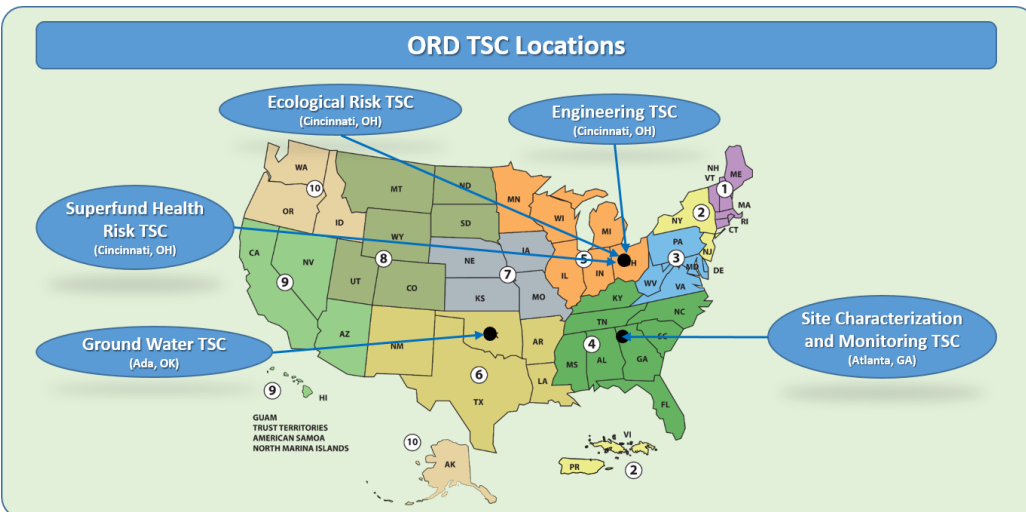 ORD TSC Locations
Ecological Risk TSC
(Cincinnati, OH)
Engineering TSC
(Cincinnati, OH)
Superfund Health
Risk TSC
(Cincinnati, OH)
Ground Water TSC
(Ada, OK)
Site Characterization
and Monitoring TSC
(Atlanta, GA)
WA
10
OR
ID
MT
ND
SD
WY
8
UT
CO
CA
NV
9
AZ
NM
6
TX
AR
LA
NE
IA
7
KS
MO
MN
WI
MI
5
IL
IN
H
KY
TN
NC
SC
4
MS
AL
GA
FL
PA
3
MD
DE
WV
VA
NY
2
NJ
NH
VT
ME
1
MA
RI
CT
9
HI
GUAM
TRUST TERRITORIES
AMERICAN SAMOA
NORTH MARINA ISLANDS
10
AK
VI
PR
2